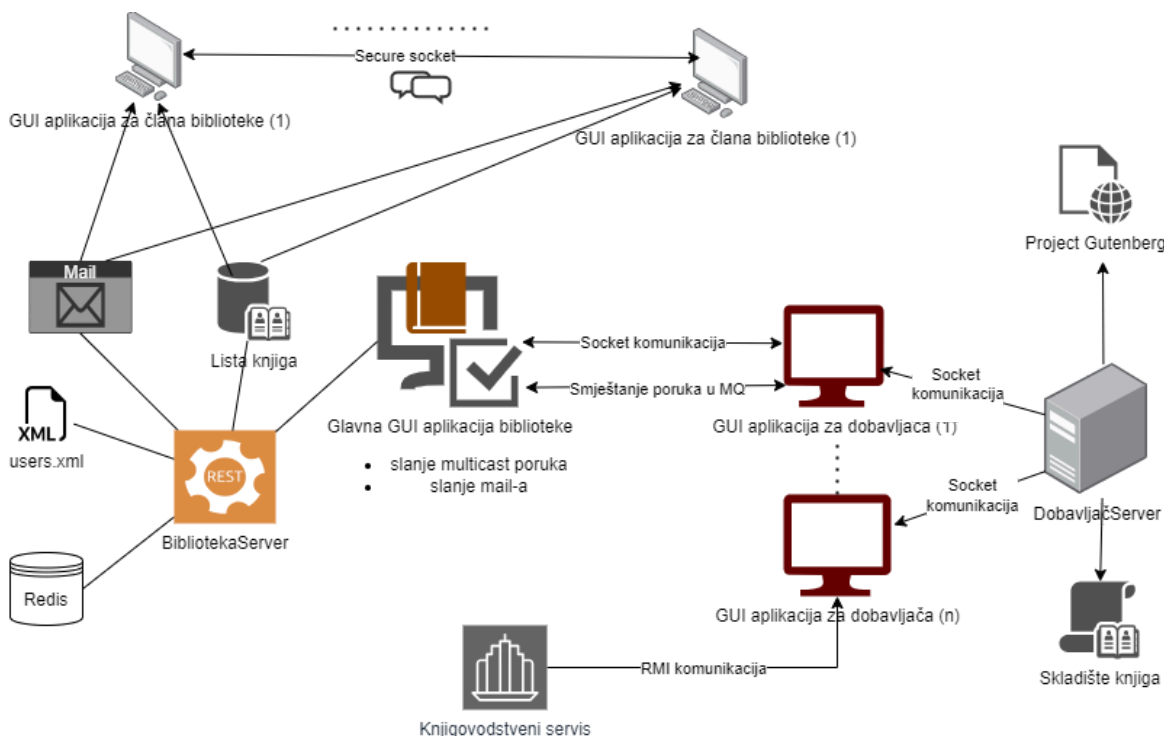 Secure socket
GUI aplikacija za člana biblioteke (1)
GUI aplikacija za člana biblioteke (1)
Project Gutenberg
Mail
Lista knjiga
Socket komunikacija
Smještanje poruka u MQ
Socket
komunikacija
XML
users.xml
Glavna GUI aplikacija biblioteke
• slanje multicast poruka
• slanje mail-a
GUI aplikacija za dobavljaca (1)
REST
BibliotekaServer
Socket
komunikacija
DobavljačServer
Redis
GUI aplikacija za dobavljača (n)
RMI komunikacija
Skladište knjiga
Knjigovodstveni servis